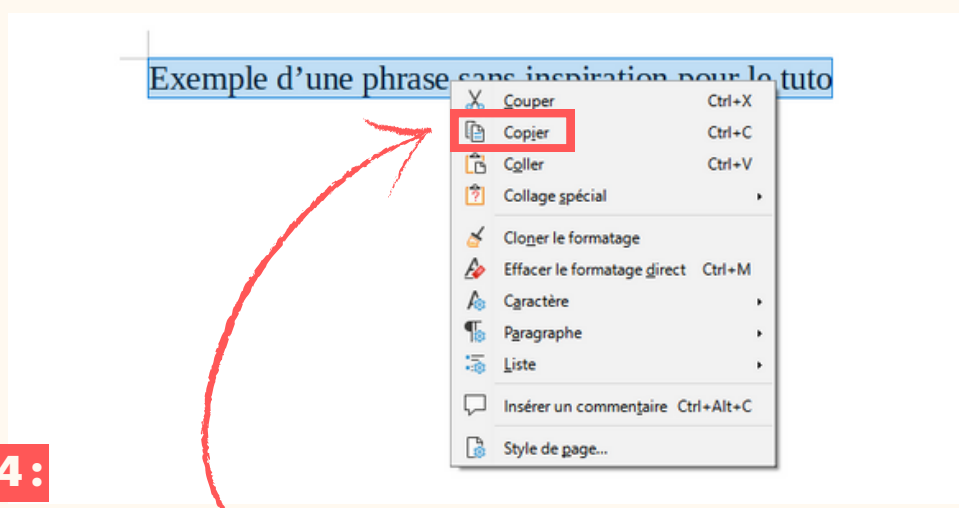 Exemple d’une phrase sans inspiration pour le tuto
Couper Ctrl+X
Copier Ctrl+C
Coller Ctrl+V
Collage spécial
Cloner le formatage
Effacer le formatage direct Ctrl+M
Caractère
Paragraphe
Liste
Insérer un commentaire Ctrl+Alt+C
Style de page...
4: